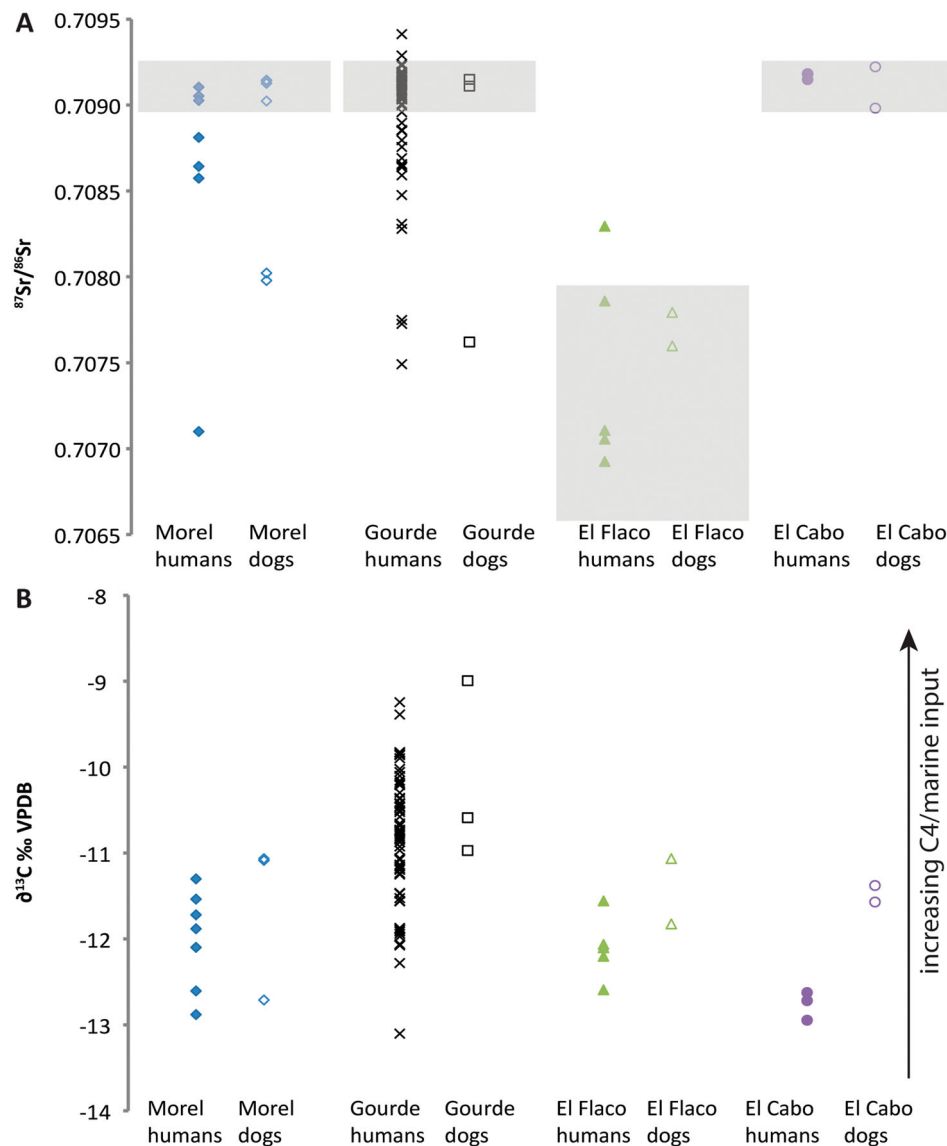 A
0.7095
0.7090
0.7085
0.7080
0.7075
0.7070
0.7065
⁸⁷Sr/⁸⁶Sr
Morel humans
Morel dogs
Gourde humans
Gourde dogs
El Flaco humans
El Flaco dogs
El Cabo humans
El Cabo dogs
B
-8
-9
-10
-11
-12
-13
-14
∂¹³C ‰ VPDB
increasing C4/marine input
Morel humans
Morel dogs
Gourde humans
Gourde dogs
El Flaco humans
El Flaco dogs
El Cabo humans
El Cabo dogs